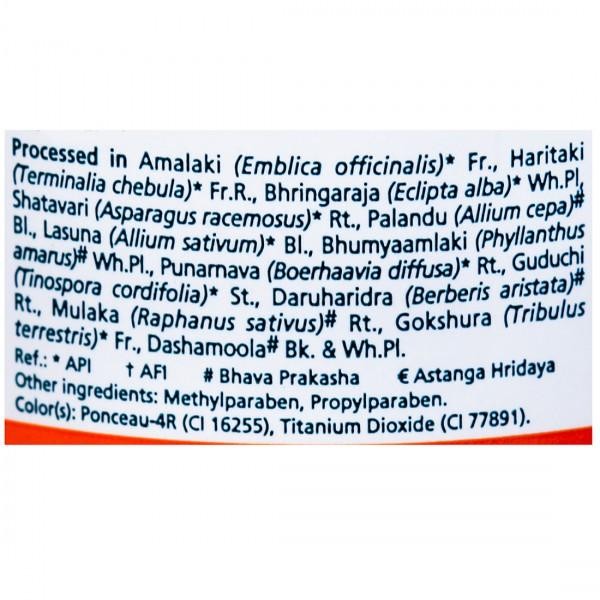 Processed in Amalaki (Emblica officinalis)* Fr., Haritaki
(Terminalia chebula)* Fr.R., Bhringaraja (Eclipta alba)* Wh.Pl.,
Shatavari (Asparagus racemosus)* Rt., Palandu (Allium cepa)#
Bl., Lasuna (Allium sativum)* Bl., Bhumyaamlaki (Phyllanthus
amarus)# Wh.Pl., Punarnava (Boerhaavia diffusa)* Rt., Guduchi
(Tinospora cordifolia)* St., Daruharidra (Berberis aristata)#
Rt., Mulaka (Raphanus sativus)# Rt., Gokshura (Tribulus
terrestris)* Fr., Dashamoola# Bk. & Wh.Pl.
Ref.: * API † AFI # Bhava Prakasha € Astanga Hridaya
Other ingredients: Methylparaben, Propylparaben.
Color(s): Ponceau-4R (CI 16255), Titanium Dioxide (CI 77891).